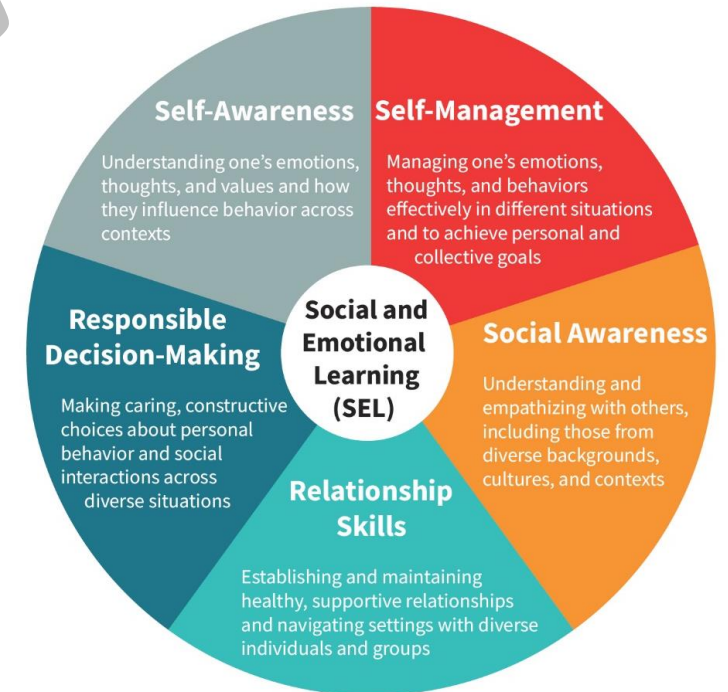 Self-Awareness
Understanding one’s emotions,
thoughts, and values and how
they influence behavior across
contexts
Self-Management
Managing one’s emotions,
thoughts, and behaviors
effectively in different situations
and to achieve personal and
collective goals
Social Awareness
Understanding and
empathizing with others,
including those from
diverse backgrounds,
cultures, and contexts
Relationship
Skills
Establishing and maintaining
healthy, supportive relationships
and navigating settings with diverse
individuals and groups
Responsible
Decision-Making
Making caring, constructive
choices about personal
behavior and social
interactions across
diverse situations
Social and
Emotional
Learning
(SEL)